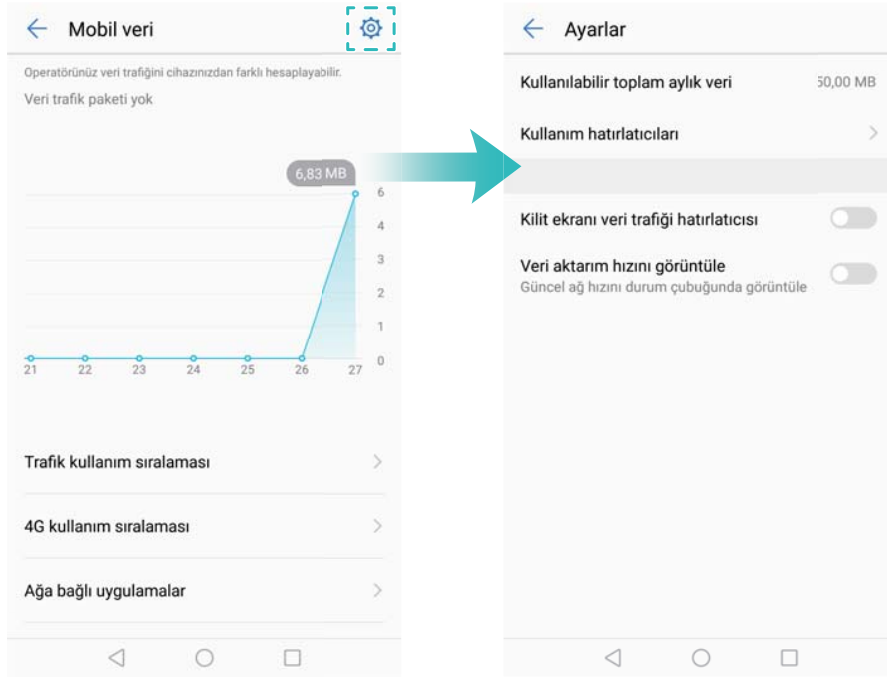 Mobil veri
Operatörünüz veri trafiğini cihazınızdan farklı hesaplayabilir.
Veri trafik paketi yok
6,83 MB
6
4
3
2
1
0
21 22 23 24 25 26 27
Trafik kullanım sıralaması
4G kullanım sıralaması
Ağa bağlı uygulamalar
Ayarlar
Kullanılabilir toplam aylık veri 50,00 MB
Kullanım hatırlatıcıları
Kilit ekranı veri trafiği hatırlatıcısı
Veri aktarım hızını görüntüle
Güncel ağ hızını durum çubuğunda görüntüle